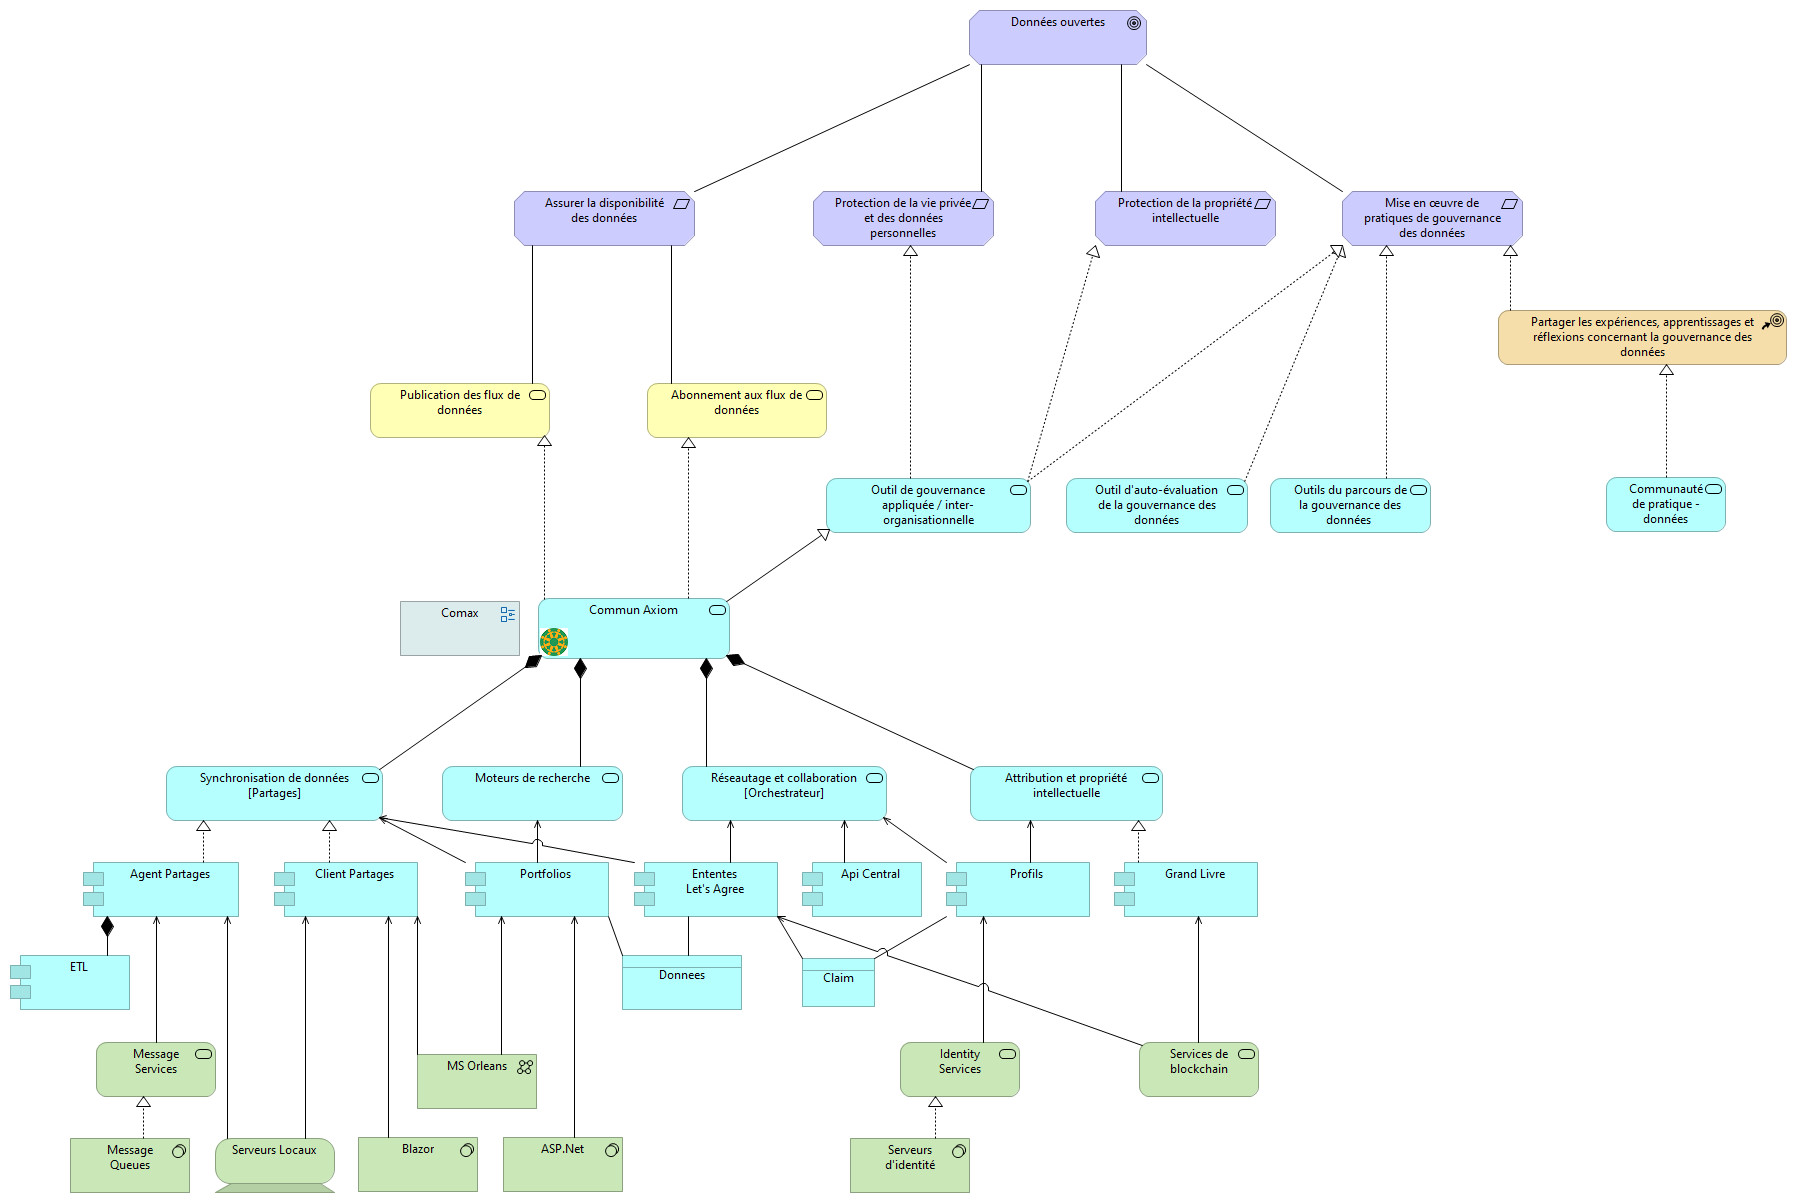 Données ouvertes
Assurer la disponibilité
des données
Protection de la vie privée
et des données
personnelles
Protection de la propriété
intellectuelle
Mise en œuvre de
pratiques de gouvernance
des données
Partager les expériences, apprentissages et
réflexions concernant la gouvernance des
données
Publication des flux de
données
Abonnement aux flux de
données
Outil de gouvernance
appliquée / inter-
organisationnelle
Outil d'auto-évaluation
de la gouvernance des
données
Outils du parcours de
la gouvernance des
données
Communauté
de pratique -
données
Comax
Commun Axiom
Synchronisation de données
[Partages]
Moteurs de recherche
Réseautage et collaboration
[Orchestrateur]
Attribution et propriété
intellectuelle
Agent Partages
Client Partages
Portfolios
Ententes
Let's Agree
Api Central
Profils
Grand Livre
ETL
Donnees
Claim
Message
Services
MS Orleans
Identity
Services
Services de
blockchain
Message
Queues
Serveurs Locaux
Blazor
ASP.Net
Serveurs
d'identité